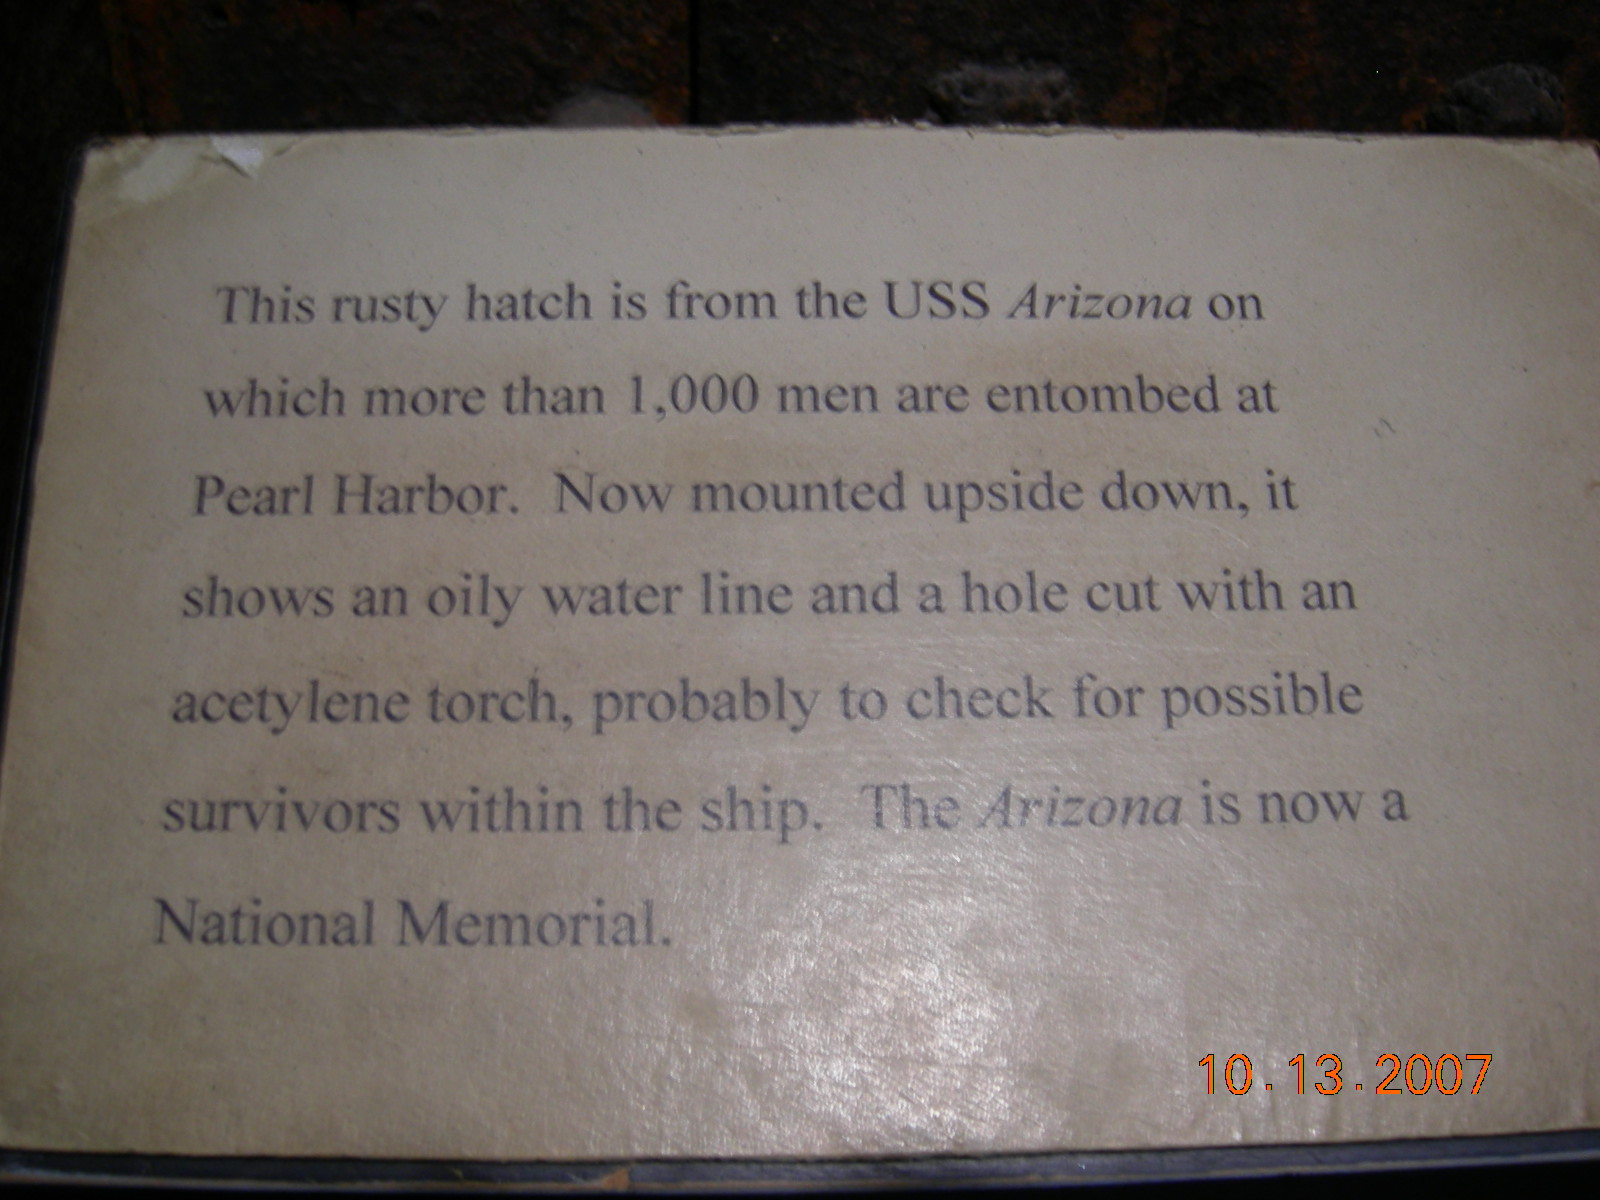 This rusty hatch is from the USS Arizona on
which more than 1,000 men are entombed at
Pearl Harbor.  Now mounted upside down, it
shows an oily water line and a hole cut with an
acetylene torch, probably to check for possible
survivors within the ship.  The Arizona is now a
National Memorial.
10.13.2007